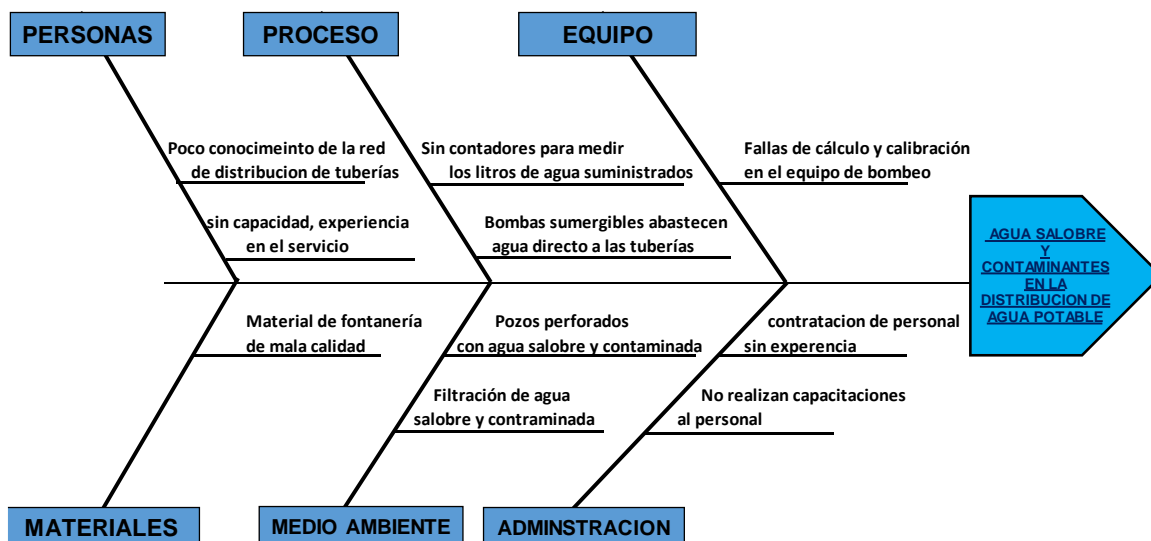 PERSONAS
PROCESO
EQUIPO
Poco conocimeinto de la red
de distribucion de tuberías
sin capacidad, experiencia
en el servicio
Sin contadores para medir
los litros de agua suministrados
Bombas sumergibles abastecen
agua directo a las tuberías
Fallas de cálculo y calibración
en el equipo de bombeo
AGUA SALOBRE
Y
CONTAMINANTES
EN LA
DISTRIBUCION DE
AGUA POTABLE
Material de fontanería
de mala calidad
Pozos perforados
con agua salobre y contaminada
Filtración de agua
salobre y contraminada
contratacion de personal
sin experencia
No realizan capacitaciones
al personal
MATERIALES
MEDIO AMBIENTE
ADMINSTRACION